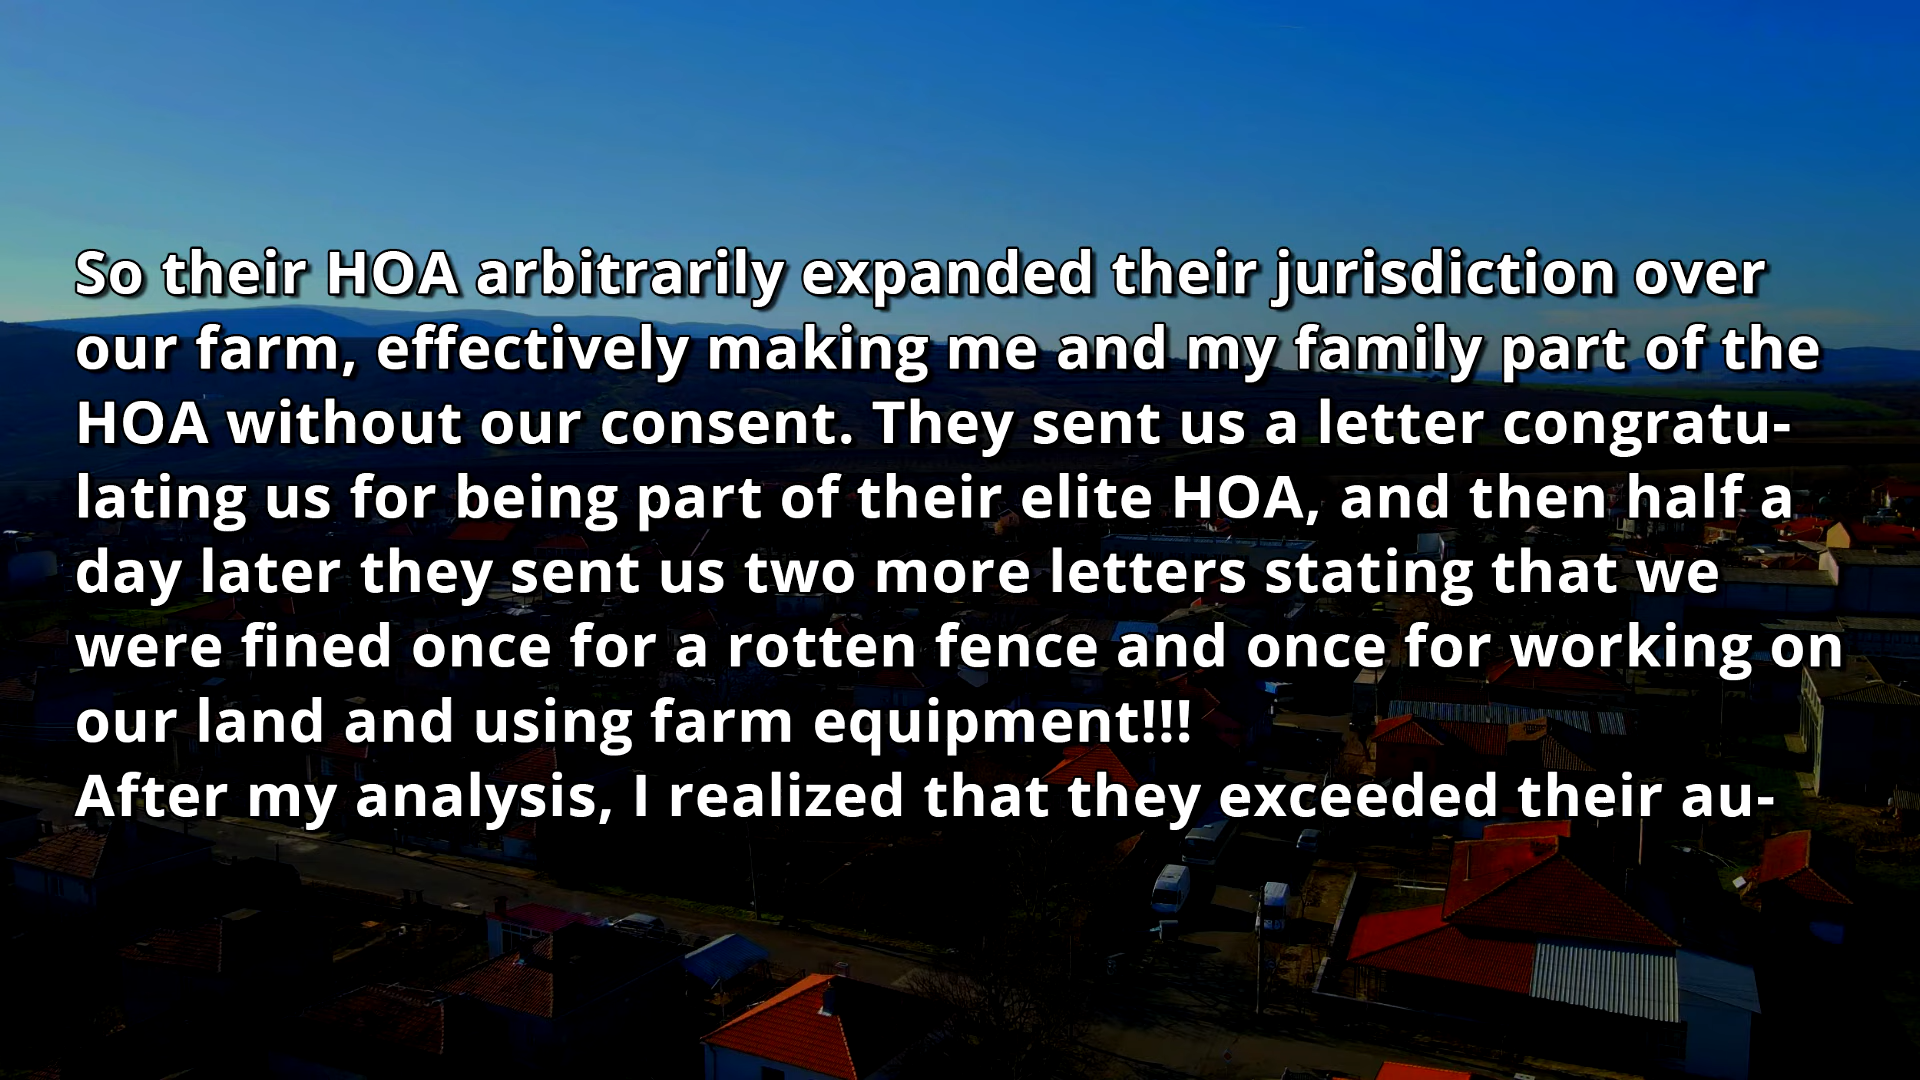 So their HOA arbitrarily expanded their jurisdiction over
our farm, effectively making me and my family part of the
HOA without our consent. They sent us a letter congratu-
lating us for being part of their elite HOA, and then half a
day later they sent us two more letters stating that we
were fined once for a rotten fence and once for working on
our land and using farm equipment!!!
After my analysis, I realized that they exceeded their au-